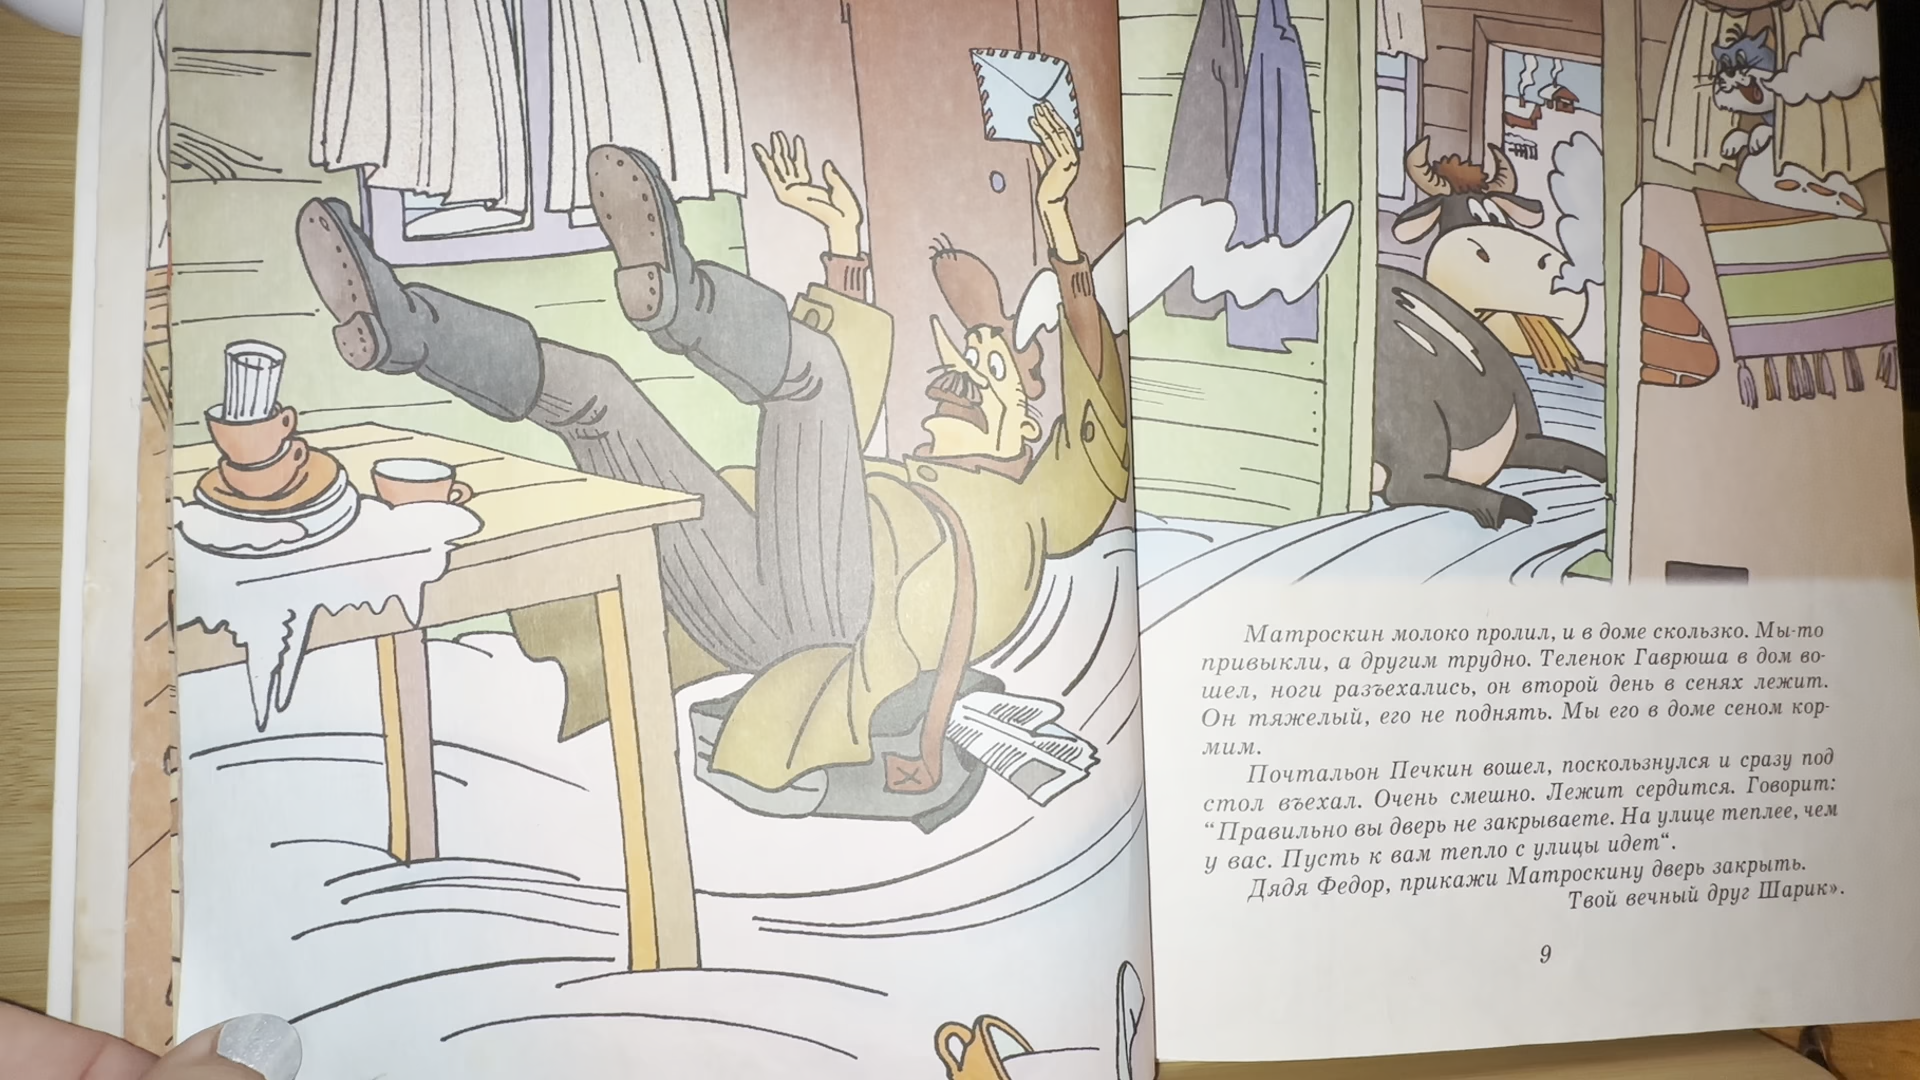 Матроскин молоко пролил, и в доме скользко. Мы-то
привыкли, а другим трудно. Теленок Гаврюша в дом во-
шел, ноги разъехались, он второй день в сенях лежит.
Он тяжелый, его не поднять. Мы его в доме сеном кор-
мим.
Почтальон Печкин вошел, поскользнулся и сразу под
стол въехал. Очень смешно. Лежит сердится. Говорит:
“Правильно вы дверь не закрываете. На улице теплее, чем
у вас. Пусть к вам тепло с улицы идет“.
Дядя Федор, прикажи Матроскину дверь закрыть.
Твой вечный друг Шарик».
9